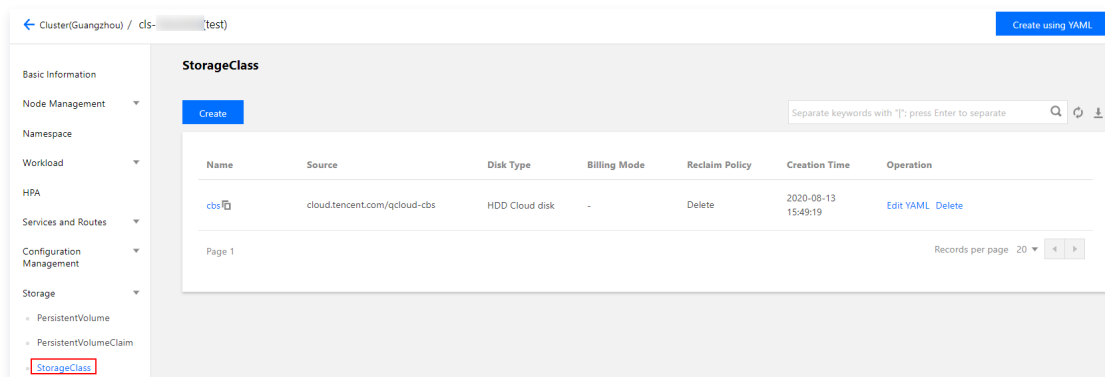 Cluster(Guangzhou) / cls- (test)
Create using YAML
Basic Information
Node Management
Namespace
Workload
HPA
Services and Routes
Configuration
Management
Storage
PersistentVolume
PersistentVolumeClaim
StorageClass
StorageClass
Create
Separate keywords with "|"; press Enter to separate
Name Source Disk Type Billing Mode Reclaim Policy Creation Time Operation
cbs cloud.tencent.com/qcloud-cbs HDD Cloud disk - Delete 2020-08-13 Edit YAML Delete
15:49:19
Page 1 Records per page 20